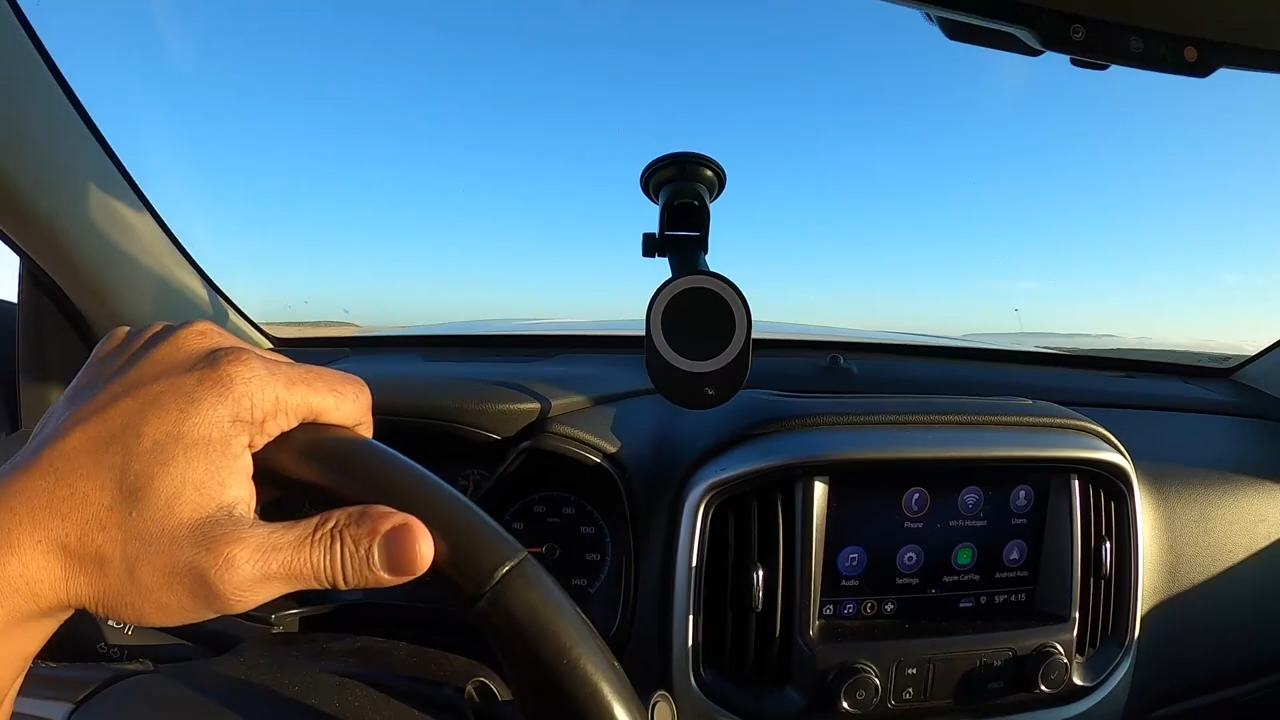 Phone Wi-Fi Hotspot Users
Audio Settings Apple CarPlay Android Auto
59° 4:15
40 60 80 100 120 140